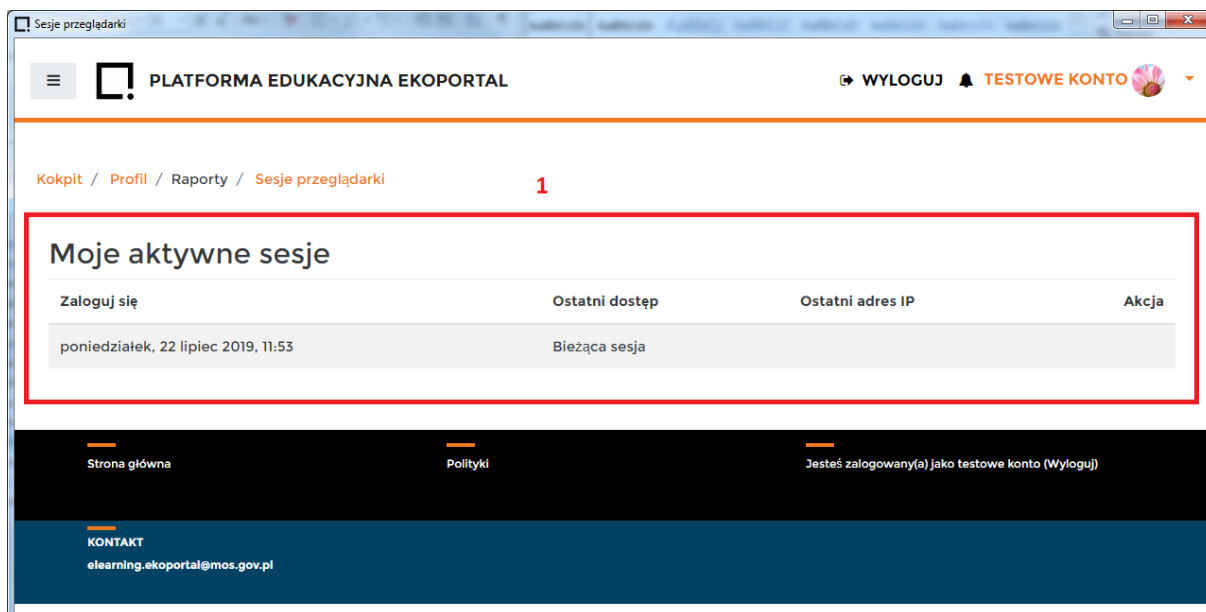 Sesje przeglądarki
PLATFORMA EDUKACYJNA EKOPORTAL WYLOGUJ TESTOWE KONTO
Kokpit / Profil / Raporty / Sesje przeglądarki
1
Moje aktywne sesje
Zaloguj się Ostatni dostęp Ostatni adres IP Akcja
poniedziałek, 22 lipiec 2019, 11:53 Bieżąca sesja
Strona główna Polityki Jesteś zalogowany(a) jako testowe konto (Wyloguj)
KONTAKT
elearning.ekoportal@mos.gov.pl